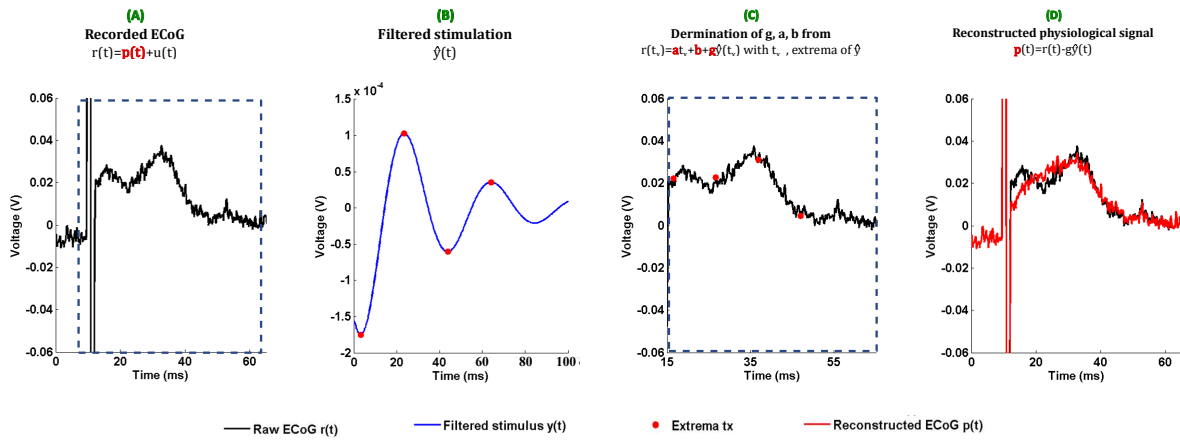 (A)
Recorded ECoG
r(t)=p(t)+u(t)
0.06
0.04
0.02
0
-0.02
-0.04
-0.06
Voltage (V)
0 20 40 60
Time (ms)
(B)
Filtered stimulation
ŷ(t)
x 10⁻⁴
1.5
1
0.5
0
-0.5
-1
-1.5
-2
Voltage (V)
0 20 40 60 80 100
Time (ms)
(C)
Dermination of g, a, b from
r(tᵥ)=atᵥ+b+gŷ(tᵥ) with tᵥ , extrema of ŷ
0.06
0.04
0.02
0
-0.02
-0.04
-0.06
Voltage (V)
15 35 55
Time (ms)
(D)
Reconstructed physiological signal
p(t)=r(t)-gŷ(t)
0.06
0.04
0.02
0
-0.02
-0.04
-0.06
Voltage (V)
0 20 40 60
Time (ms)
Raw ECoG r(t) Filtered stimulus y(t) Extrema tx Reconstructed ECoG p(t)